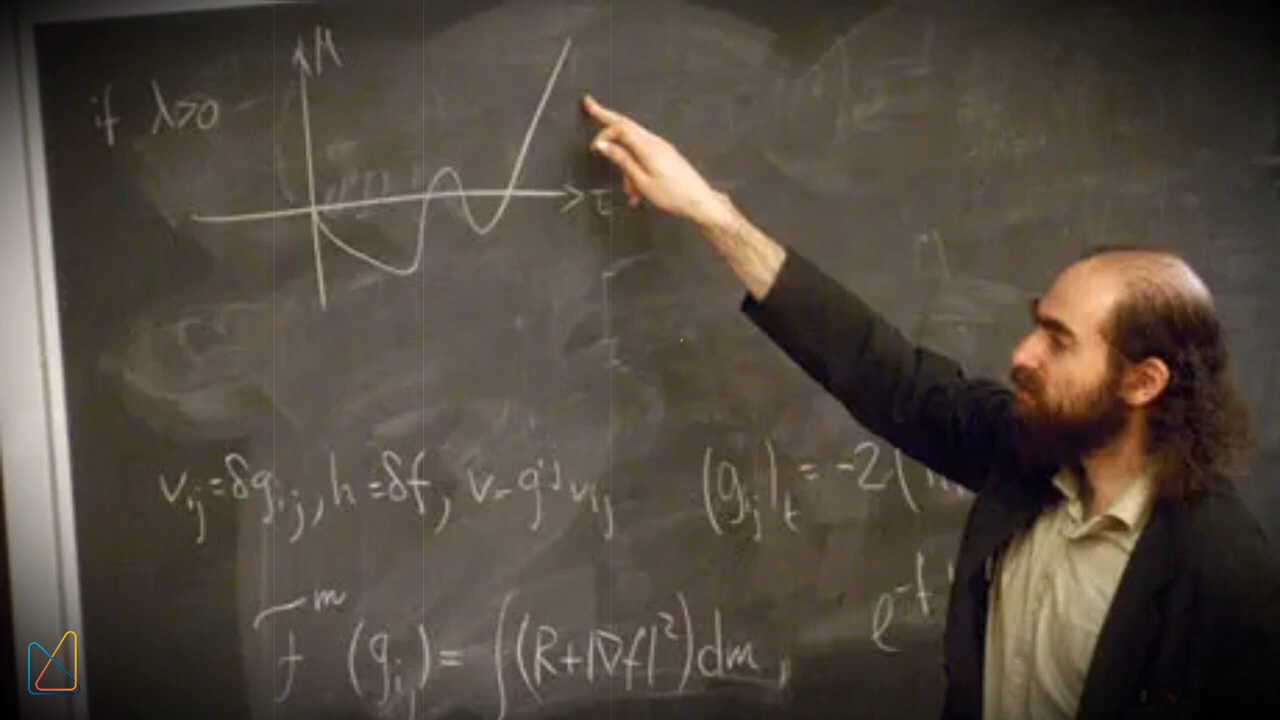 if λ>0
μ
τ
v_ij = δg_ij, h = δf, v = g^ij v_ij
(g_ij)_t = -2(
F^m (g_ij) = ∫(R+|∇f|²)dm,
e^-f